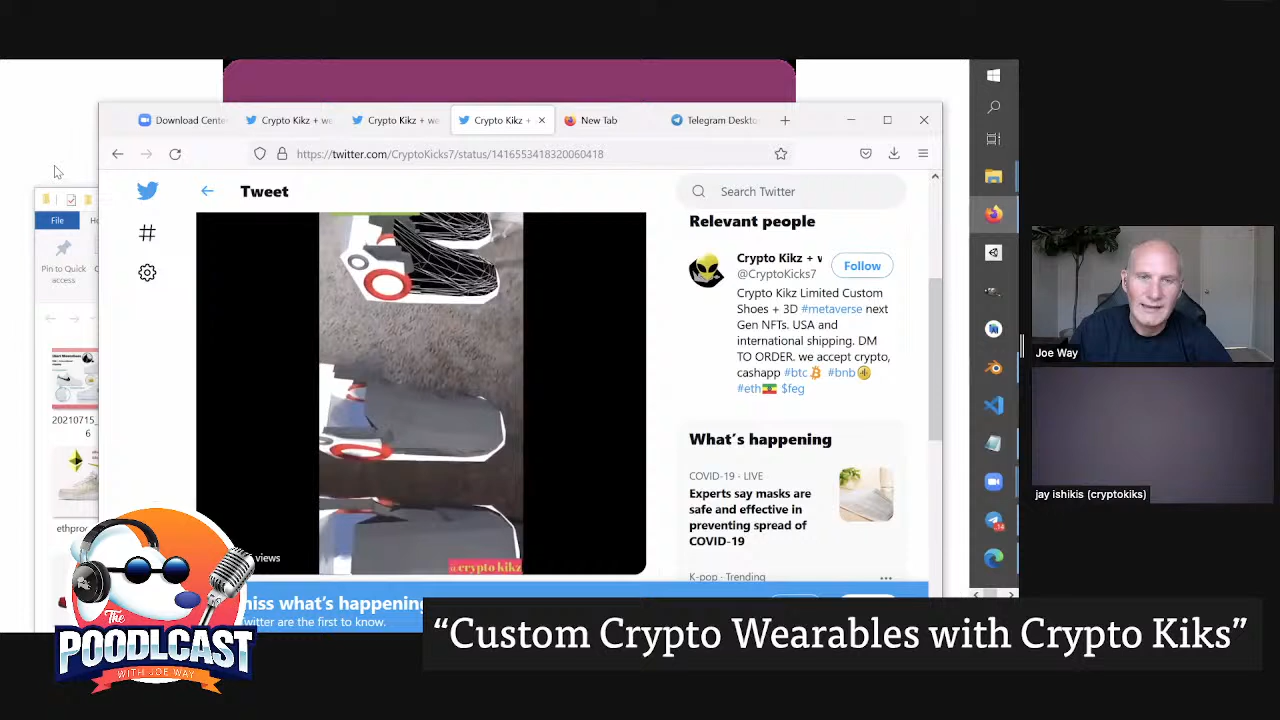 Download Cente
Crypto Kikz + we
Crypto Kikz + we
Crypto Kikz +
New Tab
Telegram Deskto
https://twitter.com/CryptoKicks7/status/1416553418320060418
Tweet
Search Twitter
Relevant people
Crypto Kikz + v
@CryptoKicks7
Follow
Crypto Kikz Limited Custom
Shoes + 3D #metaverse next
Gen NFTs. USA and
international shipping. DM
TO ORDER. we accept crypto,
cashapp #btc #bnb
#eth $feg
What's happening
COVID-19 · LIVE
Experts say masks are
safe and effective in
preventing spread of
COVID-19
K-pop · Trending
File
Pin to Quick
access
20210715_
6
ethpro
views
crypto kikz
miss what's happening
witter are the first to know.
Joe Way
jay ishikis (cryptokiks)
The
POODLCAST
WITH JOE WAY
“Custom Crypto Wearables with Crypto Kiks”